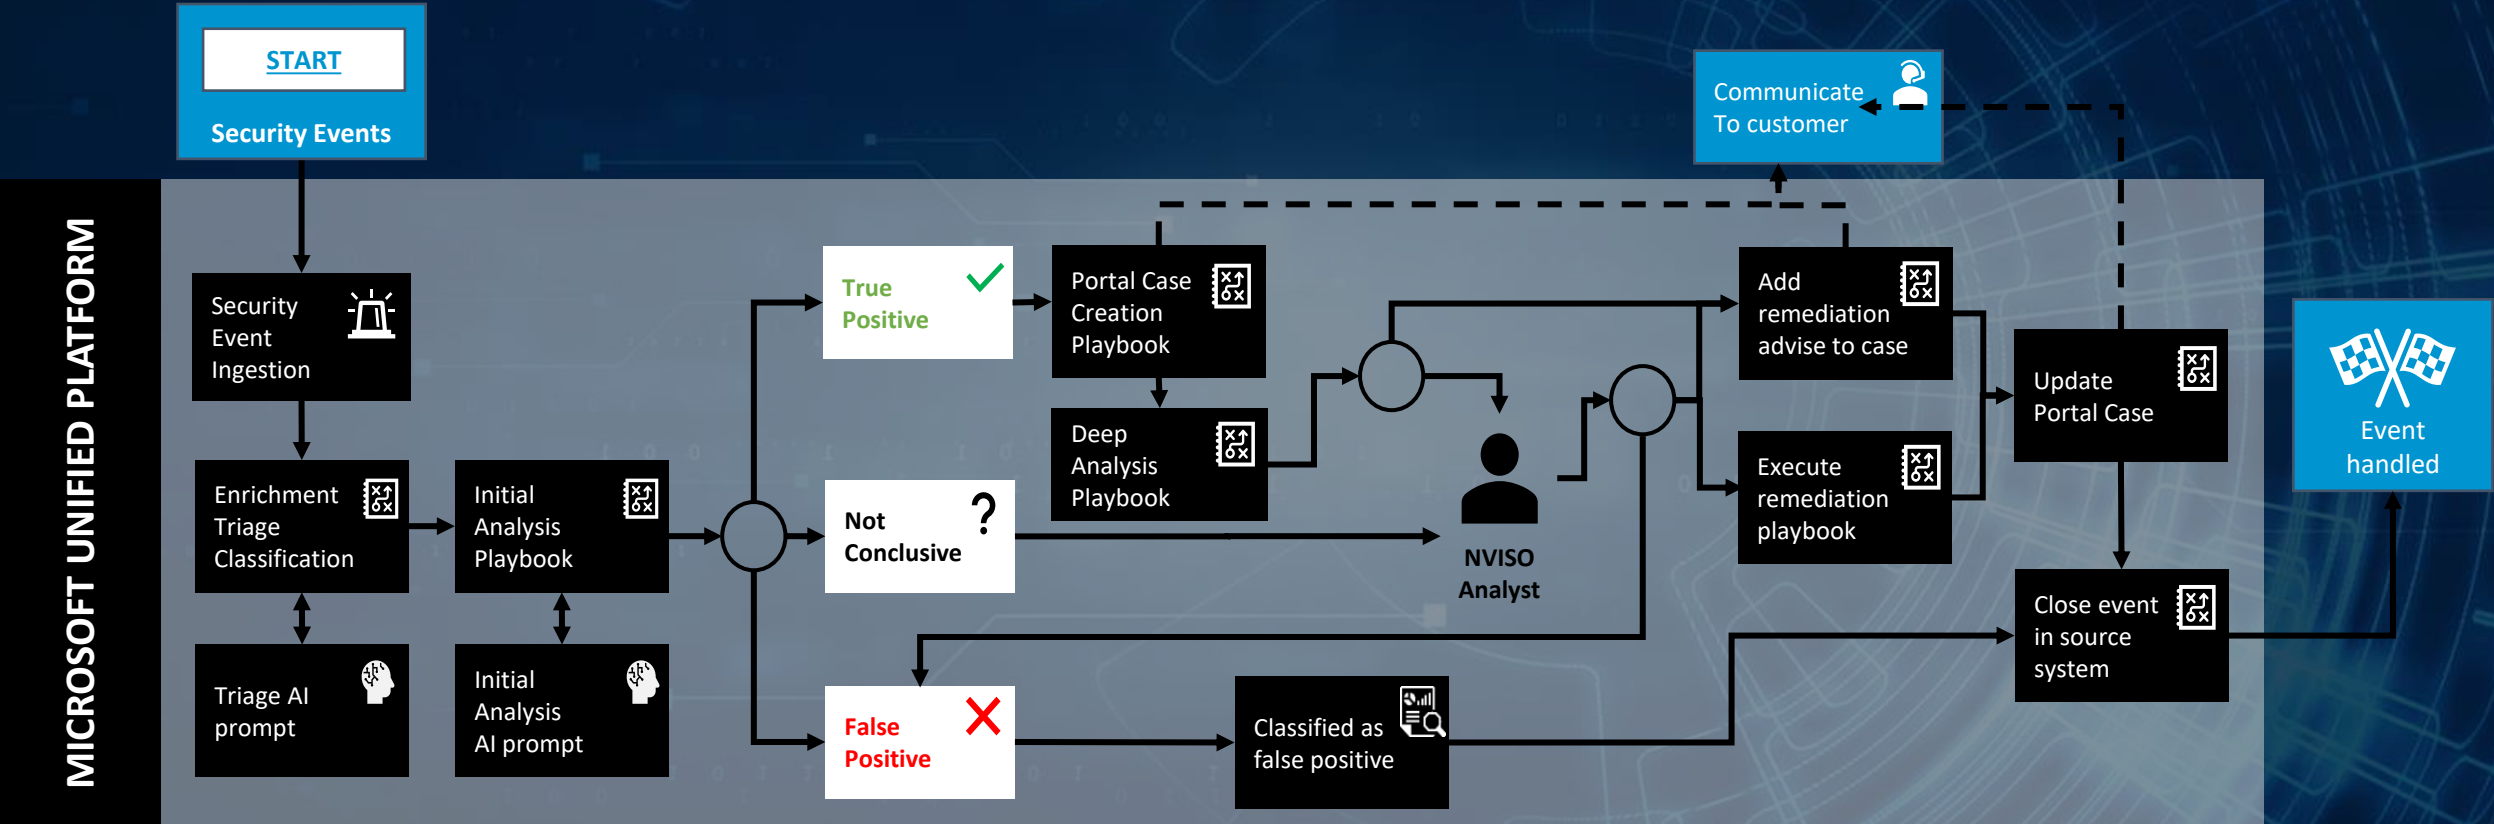 START
Security Events
MICROSOFT UNIFIED PLATFORM
Security
Event
Ingestion
Enrichment
Triage
Classification
Triage AI
prompt
Initial
Analysis
Playbook
Initial
Analysis
AI prompt
True
Positive
Not
Conclusive
False
Positive
Portal Case
Creation
Playbook
Deep
Analysis
Playbook
NVISO
Analyst
Classified as
false positive
Communicate
To customer
Add
remediation
advise to case
Execute
remediation
playbook
Update
Portal Case
Close event
in source
system
Event
handled